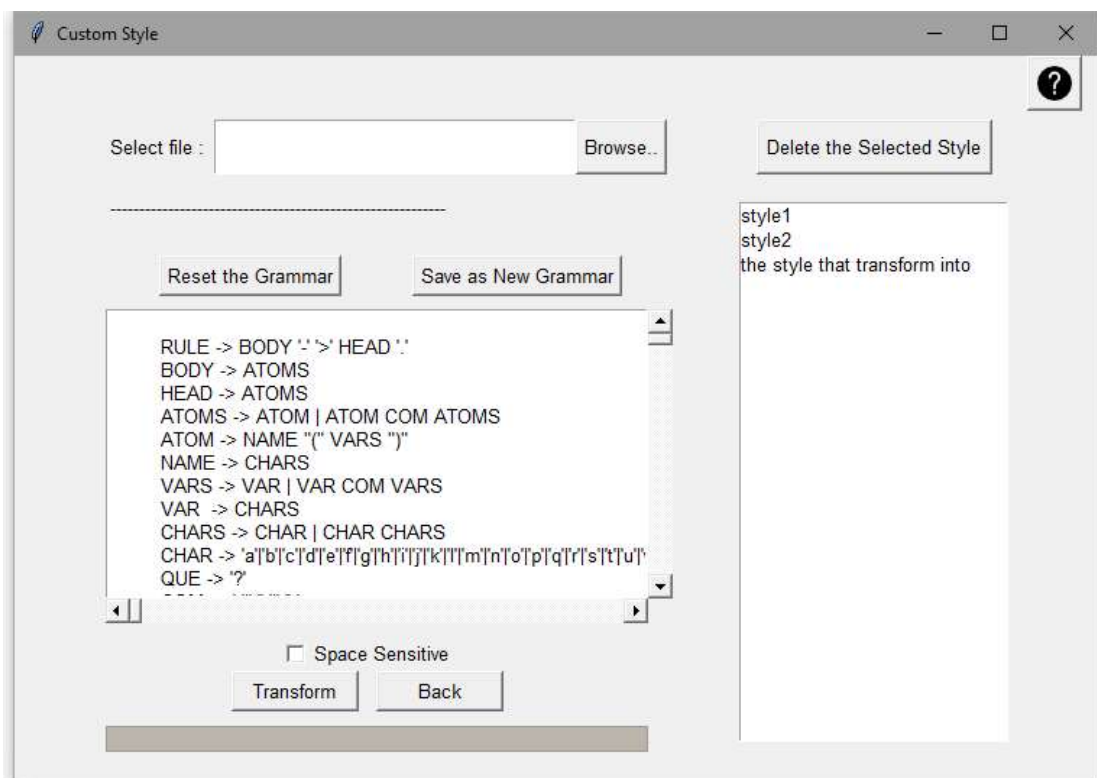 Custom Style
?
Select file :
Browse..
Delete the Selected Style
---------------------------------------------------------
Reset the Grammar
Save as New Grammar
RULE -> BODY '-' '>' HEAD '.'
BODY -> ATOMS
HEAD -> ATOMS
ATOMS -> ATOM | ATOM COM ATOMS
ATOM -> NAME "(" VARS ")"
NAME -> CHARS
VARS -> VAR | VAR COM VARS
VAR  -> CHARS
CHARS -> CHAR | CHAR CHARS
CHAR -> 'a'|'b'|'c'|'d'|'e'|'f'|'g'|'h'|'i'|'j'|'k'|'l'|'m'|'n'|'o'|'p'|'q'|'r'|'s'|'t'|'u'|'
QUE -> '?'
style1
style2
the style that transform into
Space Sensitive
Transform
Back